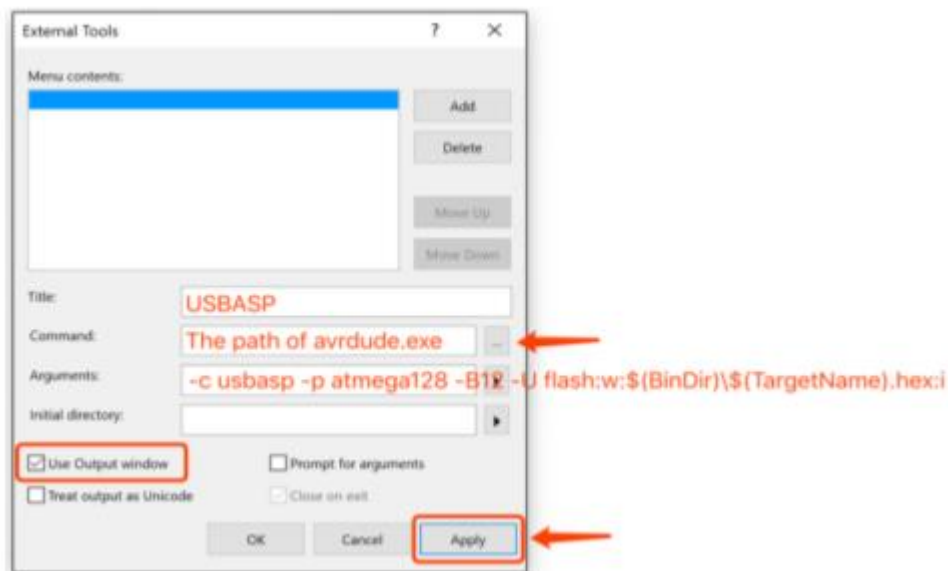 External Tools ? ×
Menu contents:
Add
Delete
Move Up
Move Down
Title: USBASP
Command: The path of avrdude.exe ...
Arguments: -c usbasp -p atmega128 -B12 -U flash:w:$(BinDir)\$(TargetName).hex:i
Initial directory:
Use Output window Prompt for arguments
Treat output as Unicode Close on exit
OK Cancel Apply